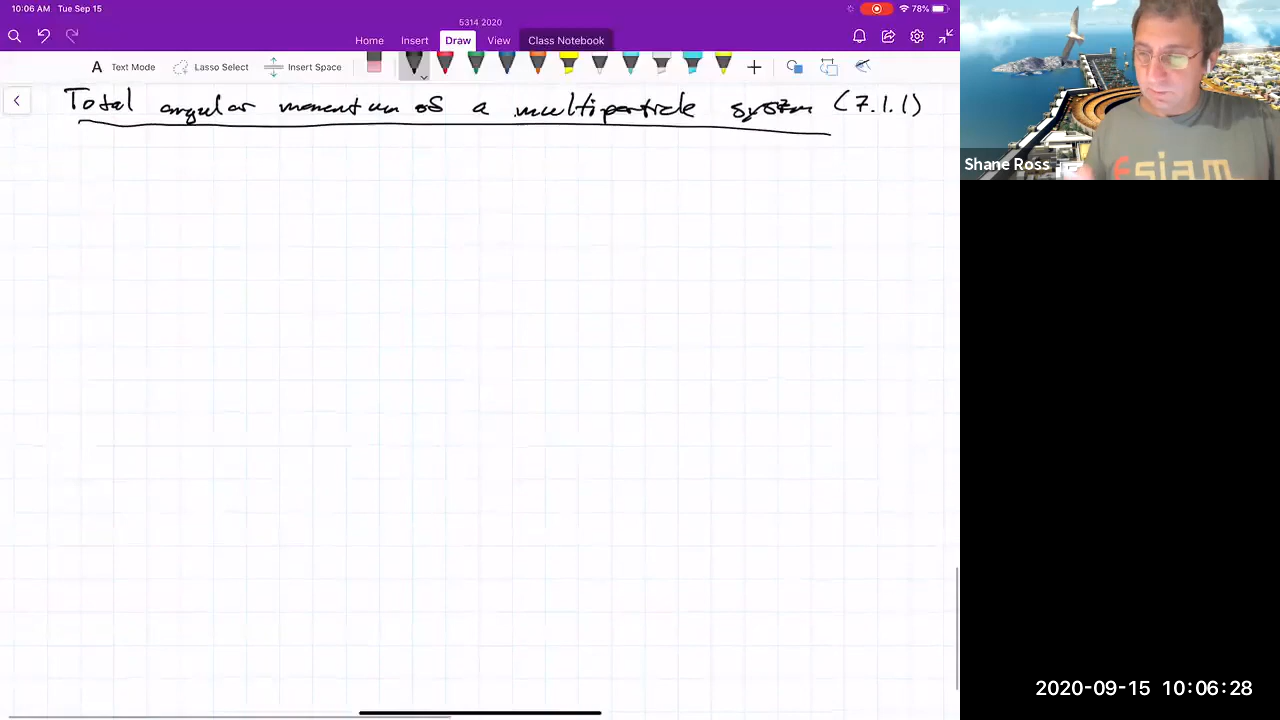 10:06 AM Tue Sep 15
78%
5314 2020
Home Insert Draw View Class Notebook
A Text Mode Lasso Select Insert Space
Total angular momentum of a multiparticle system (7.1.1)
Shane Ross
esiam
2020-09-15 10:06:28